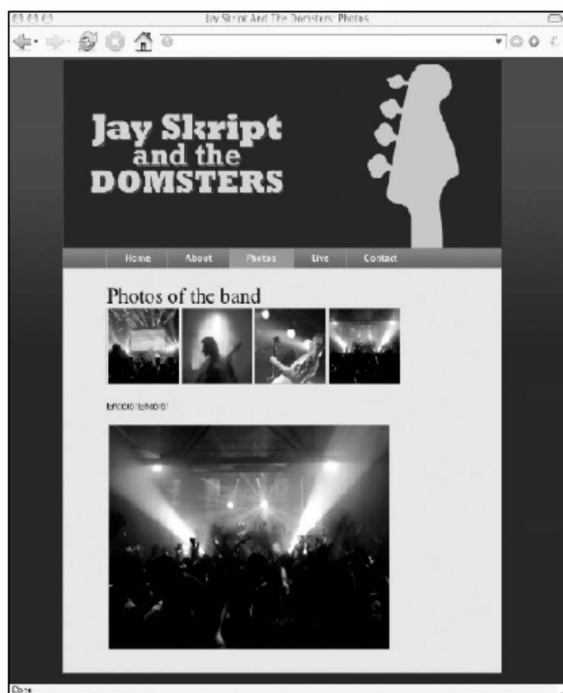 Jay Skript And The Domsters: Photos
Jay Skript
and the
DOMSTERS
Home About Photos Live Contact
Photos of the band
Done